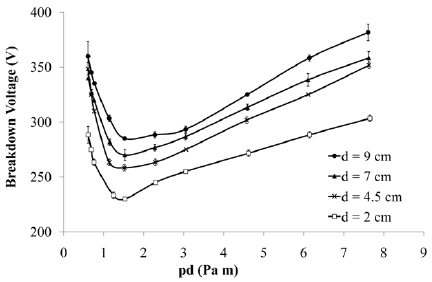 400
350
300
250
200
Breakdown Voltage (V)
d = 9 cm
d = 7 cm
d = 4.5 cm
d = 2 cm
0 1 2 3 4 5 6 7 8 9
pd (Pa m)